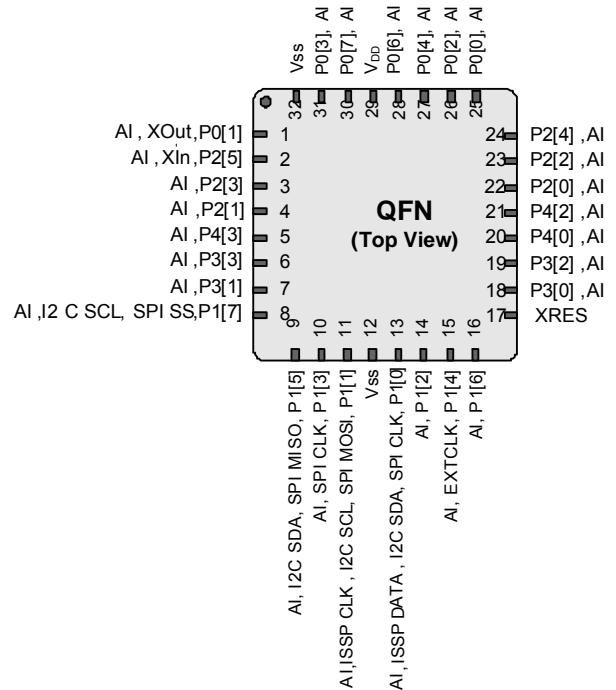 Vss
P0[3], AI
P0[7], AI
VDD
P0[6], AI
P0[4], AI
P0[2], AI
P0[0], AI
32
31
30
29
28
27
26
25
AI , XOut,P0[1]
1
AI ,XIn,P2[5]
2
AI ,P2[3]
3
AI ,P2[1]
4
AI ,P4[3]
5
AI ,P3[3]
6
AI ,P3[1]
7
AI ,I2 C SCL, SPI SS,P1[7]
8
QFN
(Top View)
24
P2[4] ,AI
23
P2[2] ,AI
22
P2[0] ,AI
21
P4[2] ,AI
20
P4[0] ,AI
19
P3[2] ,AI
18
P3[0] ,AI
17
XRES
9
10
11
12
13
14
15
16
AI, I2C SDA, SPI MISO, P1[5]
AI, SPI CLK, P1[3]
AI,ISSP CLK , I2C SCL, SPI MOSI, P1[1]
Vss
AI, ISSP DATA , I2C SDA, SPI CLK, P1[0]
AI, P1[2]
AI, EXTCLK, P1[4]
AI, P1[6]